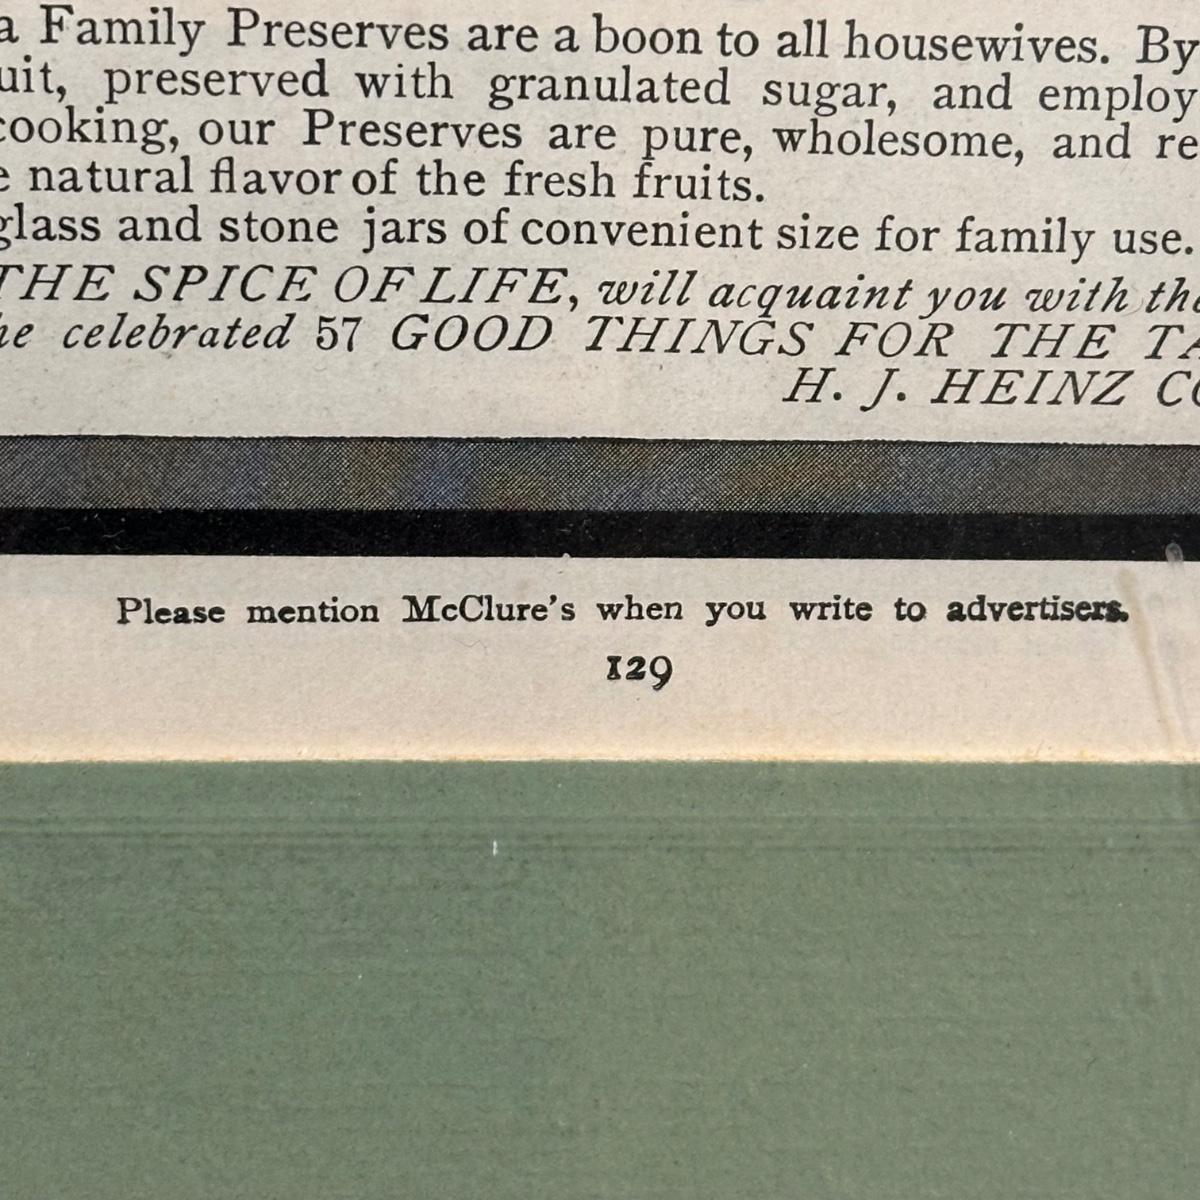 a Family Preserves are a boon to all housewives. By
uit, preserved with granulated sugar, and employ
cooking, our Preserves are pure, wholesome, and re
e natural flavor of the fresh fruits.
glass and stone jars of convenient size for family use.
THE SPICE OF LIFE, will acquaint you with the
he celebrated 57 GOOD THINGS FOR THE TA
H. J. HEINZ CO
Please mention McClure's when you write to advertisers.
129